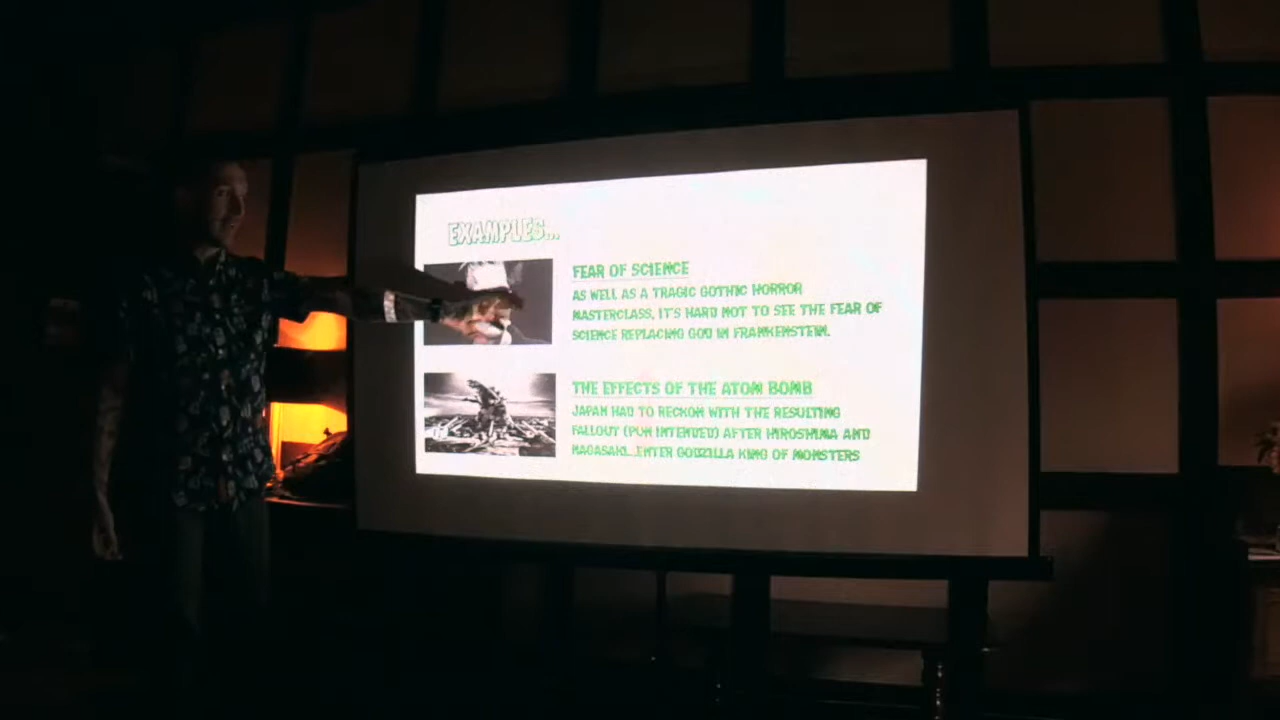 EXAMPLES...
FEAR OF SCIENCE
AS WELL AS A TRAGIC GOTHIC HORROR
MASTERCLASS, IT'S HARD NOT TO SEE THE FEAR OF
SCIENCE REPLACING GOD IN FRANKENSTEIN.
THE EFFECTS OF THE ATOM BOMB
JAPAN HAD TO RECKON WITH THE RESULTING
FALLOUT (PUN INTENDED) AFTER HIROSHIMA AND
NAGASAKI...ENTER GODZILLA KING OF MONSTERS